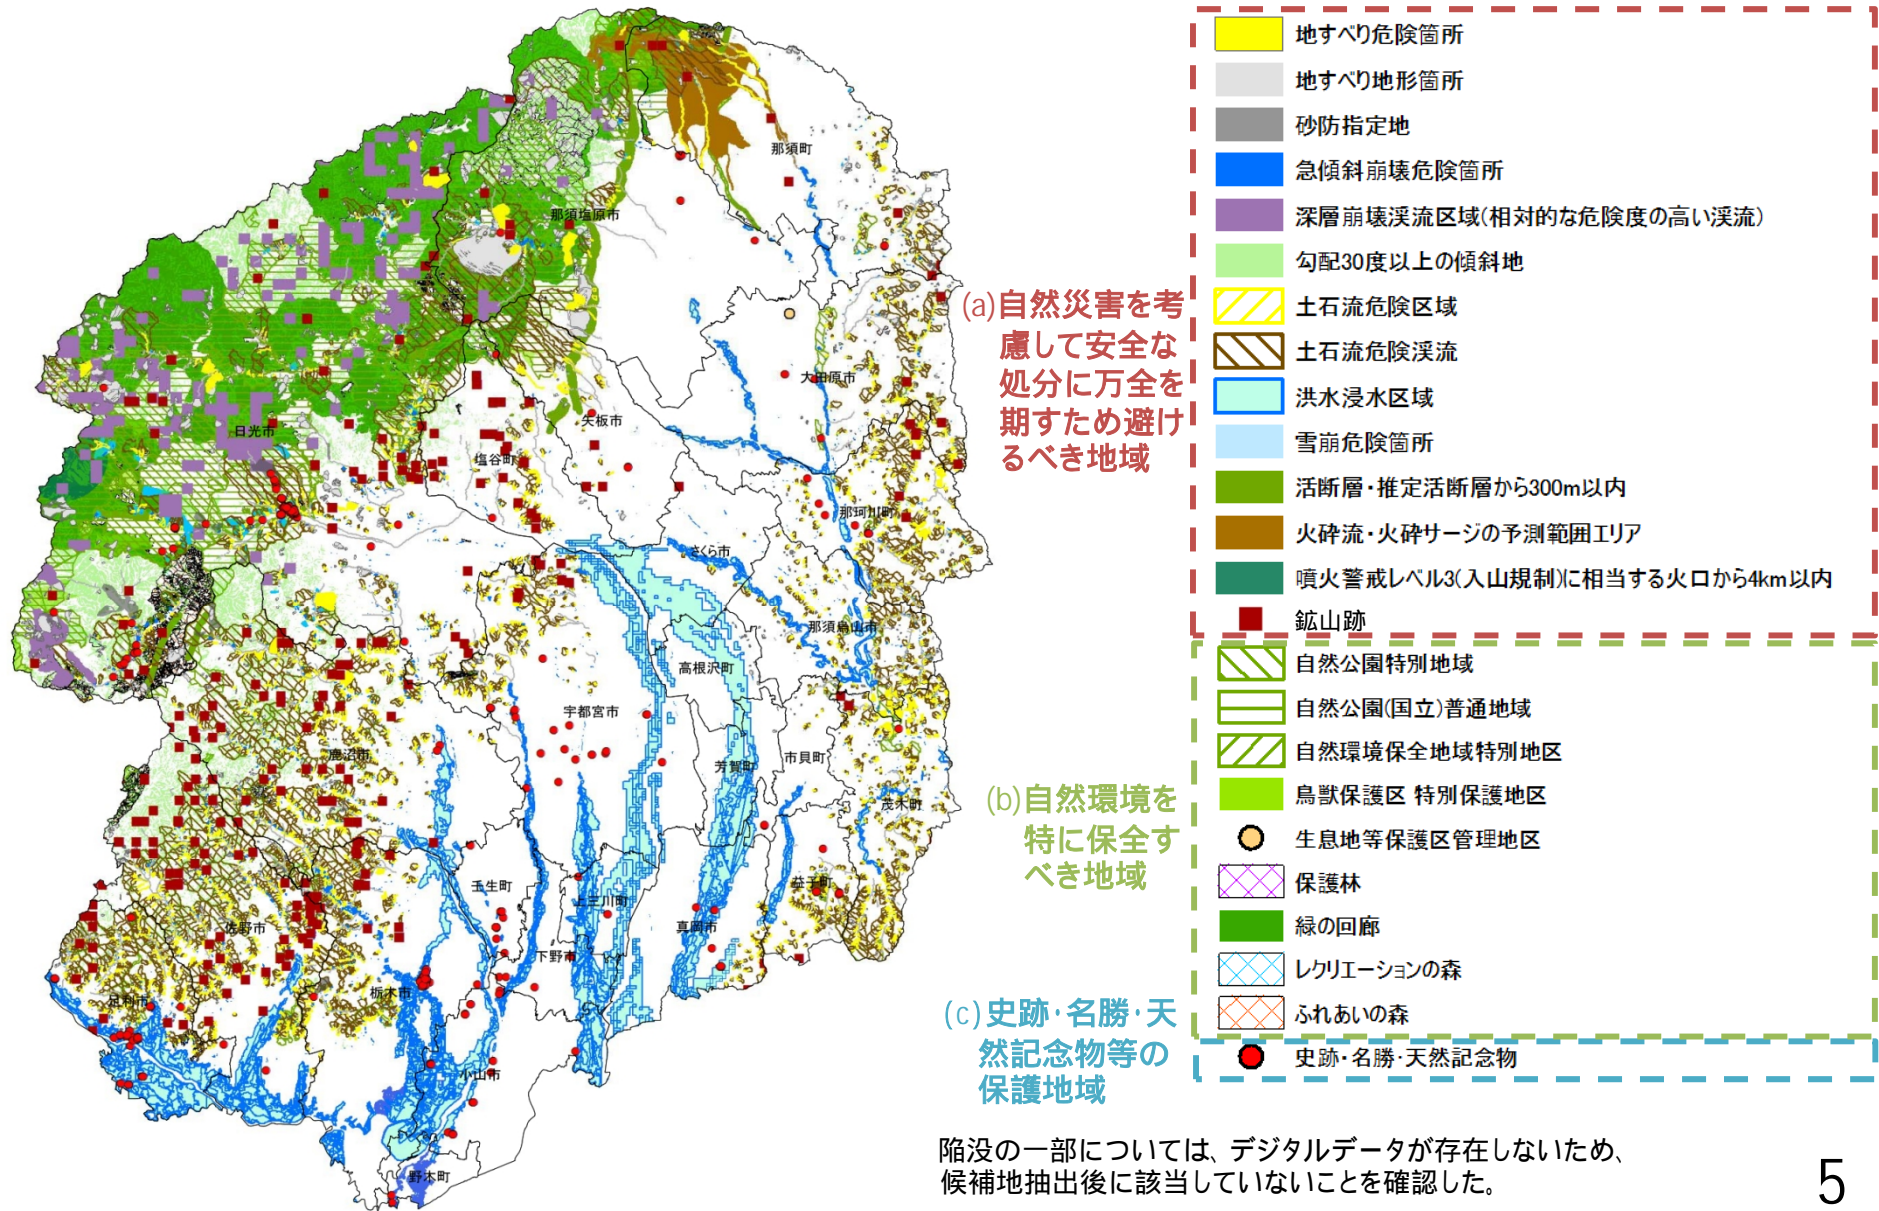 那須町
那須塩原市
大田原市
矢板市
日光市
塩谷町
那珂川町
さくら市
那須烏山市
高根沢町
宇都宮市
鹿沼市
芳賀町
市貝町
茂木町
壬生町
上三川町
益子町
真岡市
佐野市
下野市
栃木市
足利市
小山市
野木町
(a)自然災害を考
慮して安全な
処分に万全を
期すため避け
るべき地域
(b)自然環境を
特に保全す
べき地域
(c)史跡・名勝・天
然記念物等の
保護地域
地すべり危険箇所
地すべり地形箇所
砂防指定地
急傾斜崩壊危険箇所
深層崩壊渓流区域(相対的な危険度の高い渓流)
勾配30度以上の傾斜地
土石流危険区域
土石流危険渓流
洪水浸水区域
雪崩危険箇所
活断層・推定活断層から300m以内
火砕流・火砕サージの予測範囲エリア
噴火警戒レベル3(入山規制)に相当する火口から4km以内
鉱山跡
自然公園特別地域
自然公園(国立)普通地域
自然環境保全地域特別地区
鳥獣保護区 特別保護地区
生息地等保護区管理地区
保護林
緑の回廊
レクリエーションの森
ふれあいの森
史跡・名勝・天然記念物
陥没の一部については、デジタルデータが存在しないため、
候補地抽出後に該当していないことを確認した。
5